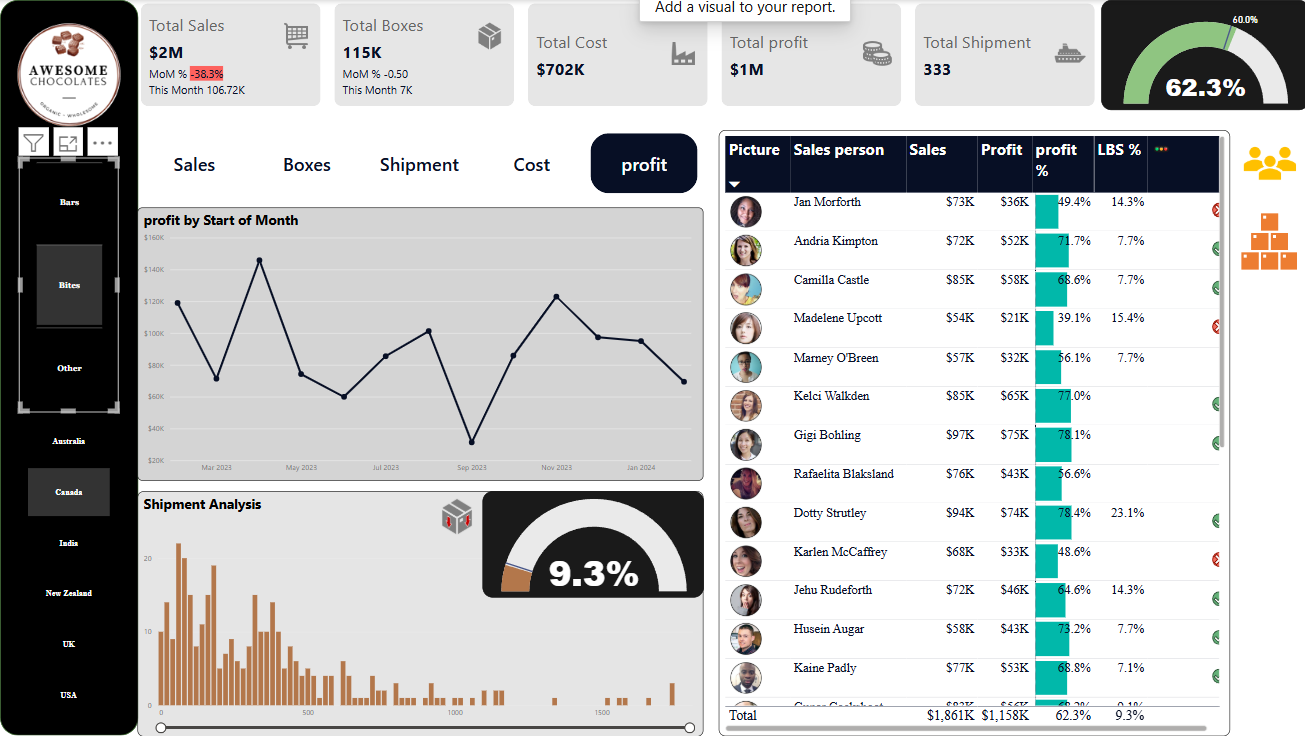 Add a visual to your report.
AWESOME
CHOCOLATES
ORGANIC • WHOLESOME
Bars
Bites
Other
Australia
Canada
India
New Zealand
UK
USA
Total Sales
$2M
MoM % -38.3%
This Month 106.72K
Total Boxes
115K
MoM % -0.50
This Month 7K
Total Cost
$702K
Total profit
$1M
Total Shipment
333
60.0%
62.3%
Sales
Boxes
Shipment
Cost
profit
profit by Start of Month
$160K
$140K
$120K
$100K
$80K
$60K
$40K
$20K
Mar 2023 May 2023 Jul 2023 Sep 2023 Nov 2023 Jan 2024
Shipment Analysis
9.3%
20
10
0
0 500 1000 1500
Picture Sales person Sales Profit profit % LBS %
Jan Morforth $73K $36K 49.4% 14.3%
Andria Kimpton $72K $52K 71.7% 7.7%
Camilla Castle $85K $58K 68.6% 7.7%
Madelene Upcott $54K $21K 39.1% 15.4%
Marney O'Breen $57K $32K 56.1% 7.7%
Kelci Walkden $85K $65K 77.0%
Gigi Bohling $97K $75K 78.1%
Rafaelita Blaksland $76K $43K 56.6%
Dotty Strutley $94K $74K 78.4% 23.1%
Karlen McCaffrey $68K $33K 48.6%
Jehu Rudeforth $72K $46K 64.6% 14.3%
Husein Augar $58K $43K 73.2% 7.7%
Kaine Padly $77K $53K 68.8% 7.1%
Total $1,861K $1,158K 62.3% 9.3%